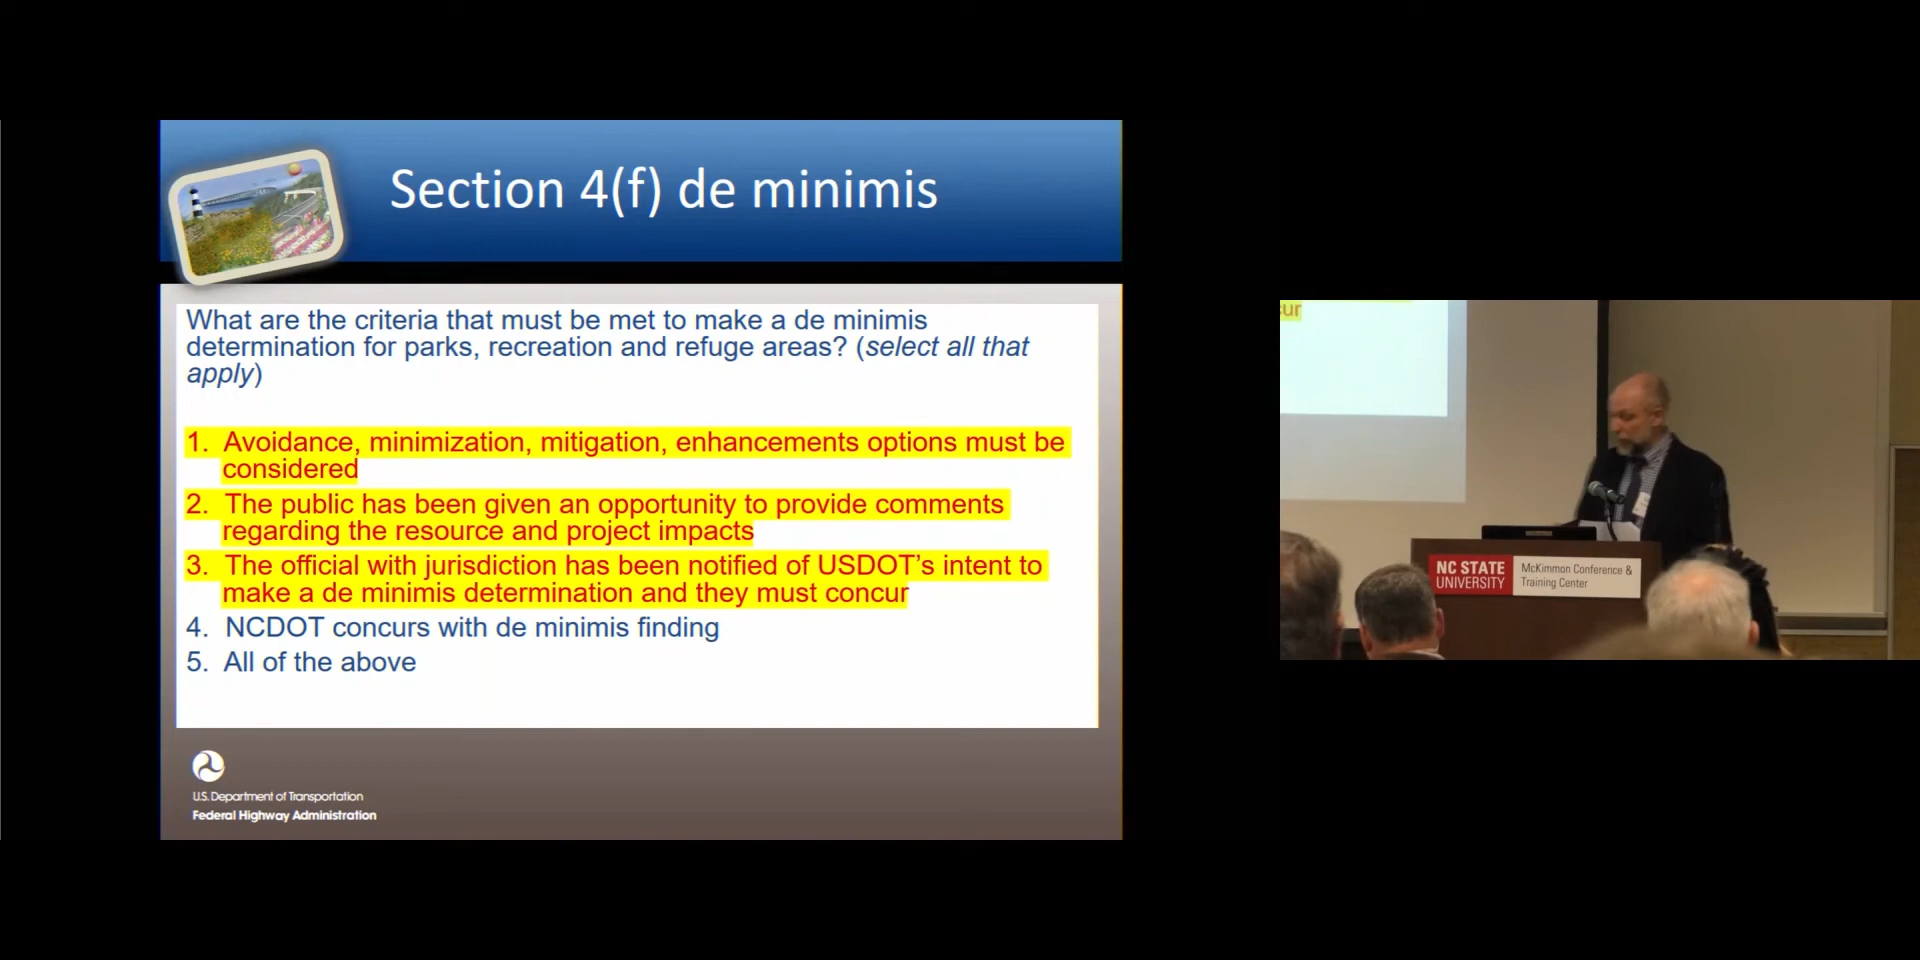 Section 4(f) de minimis
What are the criteria that must be met to make a de minimis
determination for parks, recreation and refuge areas? (select all that
apply)
1. Avoidance, minimization, mitigation, enhancements options must be
considered
2. The public has been given an opportunity to provide comments
regarding the resource and project impacts
3. The official with jurisdiction has been notified of USDOT's intent to
make a de minimis determination and they must concur
4. NCDOT concurs with de minimis finding
5. All of the above
U.S. Department of Transportation
Federal Highway Administration
cur
NC STATE
UNIVERSITY
McKimmon Conference &
Training Center